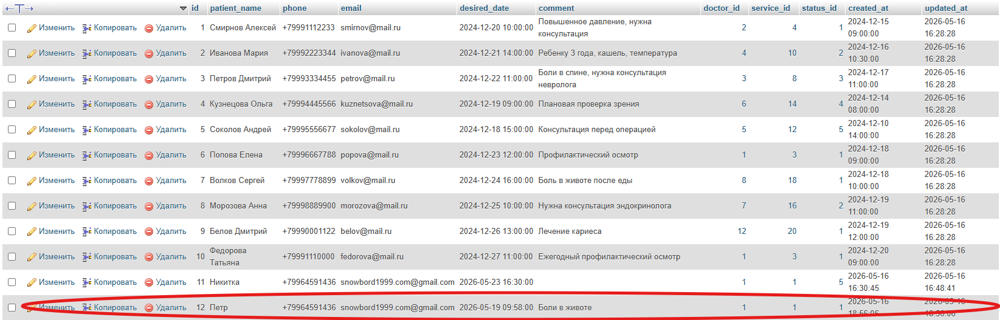 id patient_name phone email desired_date comment doctor_id service_id status_id created_at updated_at
Изменить Копировать Удалить 1 Смирнов Алексей +79991112233 smirnov@mail.ru 2024-12-20 10:00:00 Повышенное давление, нужна консультация 2 4 1 2024-12-15 09:00:00 2026-05-16 16:28:28
Изменить Копировать Удалить 2 Иванова Мария +79992223344 ivanova@mail.ru 2024-12-21 14:00:00 Ребенку 3 года, кашель, температура 4 10 2 2024-12-16 10:30:00 2026-05-16 16:28:28
Изменить Копировать Удалить 3 Петров Дмитрий +79993334455 petrov@mail.ru 2024-12-22 11:00:00 Боли в спине, нужна консультация невролога 3 8 3 2024-12-17 11:00:00 2026-05-16 16:28:28
Изменить Копировать Удалить 4 Кузнецова Ольга +79994445566 kuznetsova@mail.ru 2024-12-19 09:00:00 Плановая проверка зрения 6 14 4 2024-12-14 08:00:00 2026-05-16 16:28:28
Изменить Копировать Удалить 5 Соколов Андрей +79995556677 sokolov@mail.ru 2024-12-18 15:00:00 Консультация перед операцией 5 12 5 2024-12-10 14:00:00 2026-05-16 16:28:28
Изменить Копировать Удалить 6 Попова Елена +79996667788 popova@mail.ru 2024-12-23 12:00:00 Профилактический осмотр 1 3 1 2024-12-18 09:00:00 2026-05-16 16:28:28
Изменить Копировать Удалить 7 Волков Сергей +79997778899 volkov@mail.ru 2024-12-24 16:00:00 Боль в животе после еды 8 18 1 2024-12-18 10:00:00 2026-05-16 16:28:28
Изменить Копировать Удалить 8 Морозова Анна +79998889900 morozova@mail.ru 2024-12-25 10:00:00 Нужна консультация эндокринолога 7 16 2 2024-12-19 11:00:00 2026-05-16 16:28:28
Изменить Копировать Удалить 9 Белов Дмитрий +79990001122 belov@mail.ru 2024-12-26 13:00:00 Лечение кариеса 12 20 1 2024-12-19 12:00:00 2026-05-16 16:28:28
Изменить Копировать Удалить 10 Федорова Татьяна +79991110000 fedorova@mail.ru 2024-12-27 11:00:00 Ежегодный профилактический осмотр 1 3 1 2024-12-20 09:00:00 2026-05-16 16:28:28
Изменить Копировать Удалить 11 Никитка +79964591436 snowbord1999.com@gmail.com 2026-05-23 16:30:00 1 1 5 2026-05-16 16:30:45 2026-05-16 16:48:41
Изменить Копировать Удалить 12 Петр +79964591436 snowbord1999.com@gmail.com 2026-05-19 09:58:00 Боли в животе 1 1 1 2026-05-16 18:56:06 2026-05-16 18:56:06